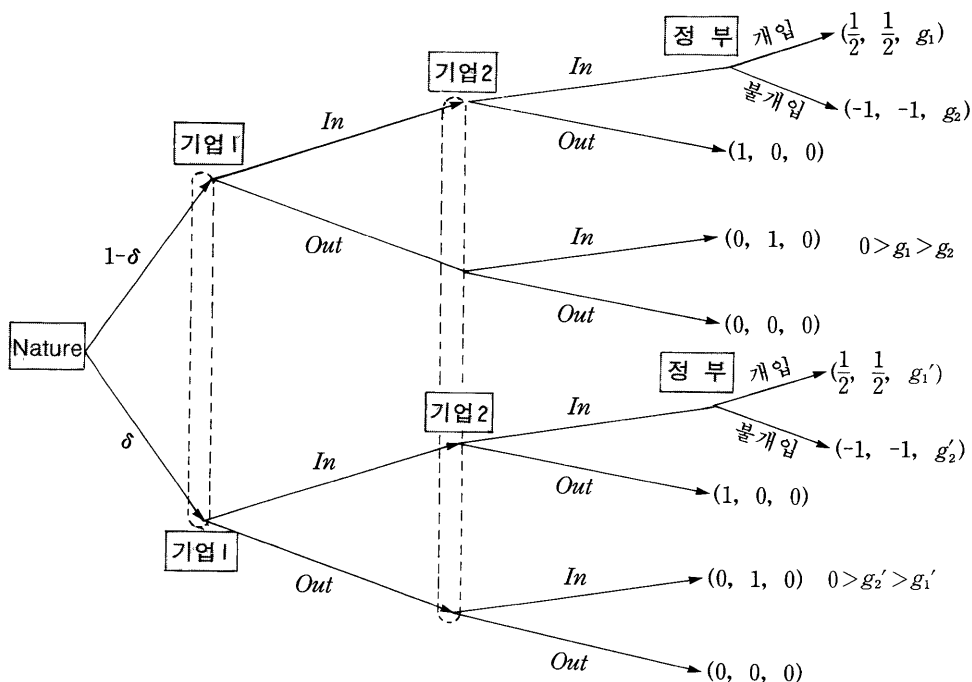 정 부 개입 (1/2, 1/2, g₁)
기업2 In
불개입 (-1, -1, g₂)
In
Out (1, 0, 0)
기업 1
In (0, 1, 0) 0>g₁>g₂
Out
1-δ
Out (0, 0, 0)
Nature
정 부 개입 (1/2, 1/2, g₁′)
기업2 In
δ
불개입 (-1, -1, g₂′)
In
Out (1, 0, 0)
기업 1
In (0, 1, 0) 0>g₂′>g₁′
Out
Out (0, 0, 0)